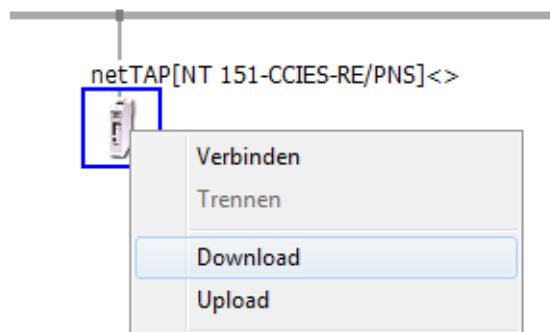 netTAP[NT 151-CCIES-RE/PNS]<>
Verbinden
Trennen
Download
Upload